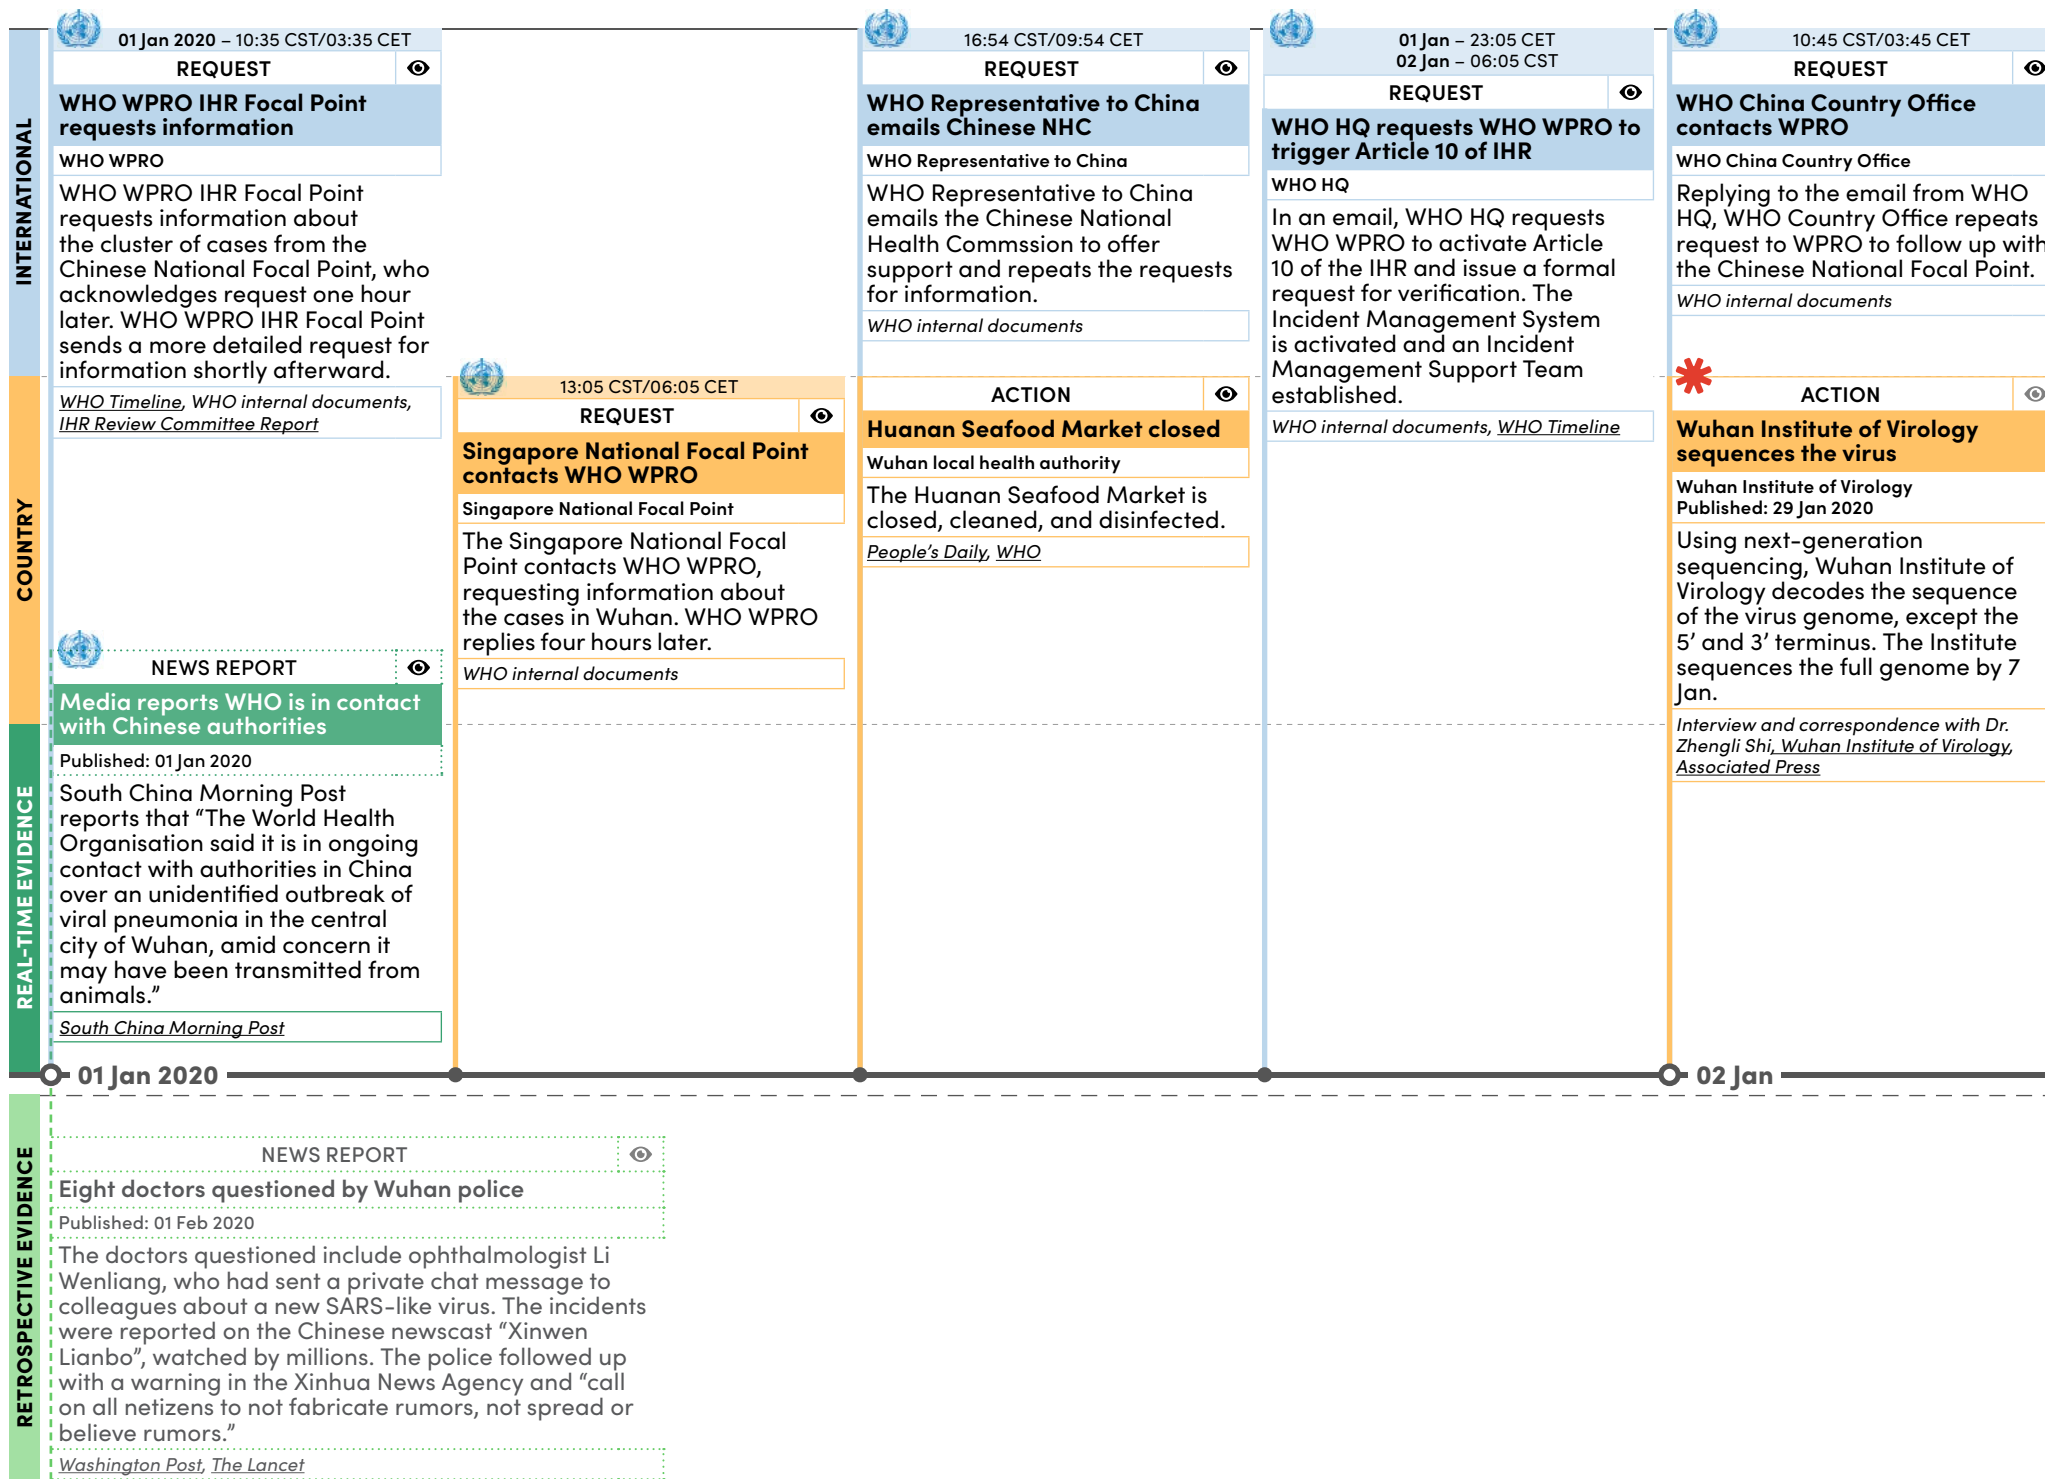 INTERNATIONAL
01 Jan 2020 – 10:35 CST/03:35 CET
REQUEST
WHO WPRO IHR Focal Point
requests information
WHO WPRO
WHO WPRO IHR Focal Point
requests information about
the cluster of cases from the
Chinese National Focal Point, who
acknowledges request one hour
later. WHO WPRO IHR Focal Point
sends a more detailed request for
information shortly afterward.
WHO Timeline, WHO internal documents,
IHR Review Committee Report
16:54 CST/09:54 CET
REQUEST
WHO Representative to China
emails Chinese NHC
WHO Representative to China
WHO Representative to China
emails the Chinese National
Health Commssion to offer
support and repeats the requests
for information.
WHO internal documents
01 Jan – 23:05 CET
02 Jan – 06:05 CST
REQUEST
WHO HQ requests WHO WPRO to
trigger Article 10 of IHR
WHO HQ
In an email, WHO HQ requests
WHO WPRO to activate Article
10 of the IHR and issue a formal
request for verification. The
Incident Management System
is activated and an Incident
Management Support Team
established.
WHO internal documents, WHO Timeline
10:45 CST/03:45 CET
REQUEST
WHO China Country Office
contacts WPRO
WHO China Country Office
Replying to the email from WHO
HQ, WHO Country Office repeats
request to WPRO to follow up with
the Chinese National Focal Point.
WHO internal documents
COUNTRY
13:05 CST/06:05 CET
REQUEST
Singapore National Focal Point
contacts WHO WPRO
Singapore National Focal Point
The Singapore National Focal
Point contacts WHO WPRO,
requesting information about
the cases in Wuhan. WHO WPRO
replies four hours later.
WHO internal documents
ACTION
Huanan Seafood Market closed
Wuhan local health authority
The Huanan Seafood Market is
closed, cleaned, and disinfected.
People's Daily, WHO
ACTION
Wuhan Institute of Virology
sequences the virus
Wuhan Institute of Virology
Published: 29 Jan 2020
Using next-generation
sequencing, Wuhan Institute of
Virology decodes the sequence
of the virus genome, except the
5’ and 3’ terminus. The Institute
sequences the full genome by 7
Jan.
Interview and correspondence with Dr.
Zhengli Shi, Wuhan Institute of Virology,
Associated Press
REAL-TIME EVIDENCE
NEWS REPORT
Media reports WHO is in contact
with Chinese authorities
Published: 01 Jan 2020
South China Morning Post
reports that “The World Health
Organisation said it is in ongoing
contact with authorities in China
over an unidentified outbreak of
viral pneumonia in the central
city of Wuhan, amid concern it
may have been transmitted from
animals.”
South China Morning Post
01 Jan 2020
02 Jan
RETROSPECTIVE EVIDENCE
NEWS REPORT
Eight doctors questioned by Wuhan police
Published: 01 Feb 2020
The doctors questioned include ophthalmologist Li
Wenliang, who had sent a private chat message to
colleagues about a new SARS-like virus. The incidents
were reported on the Chinese newscast “Xinwen
Lianbo”, watched by millions. The police followed up
with a warning in the Xinhua News Agency and “call
on all netizens to not fabricate rumors, not spread or
believe rumors.”
Washington Post, The Lancet